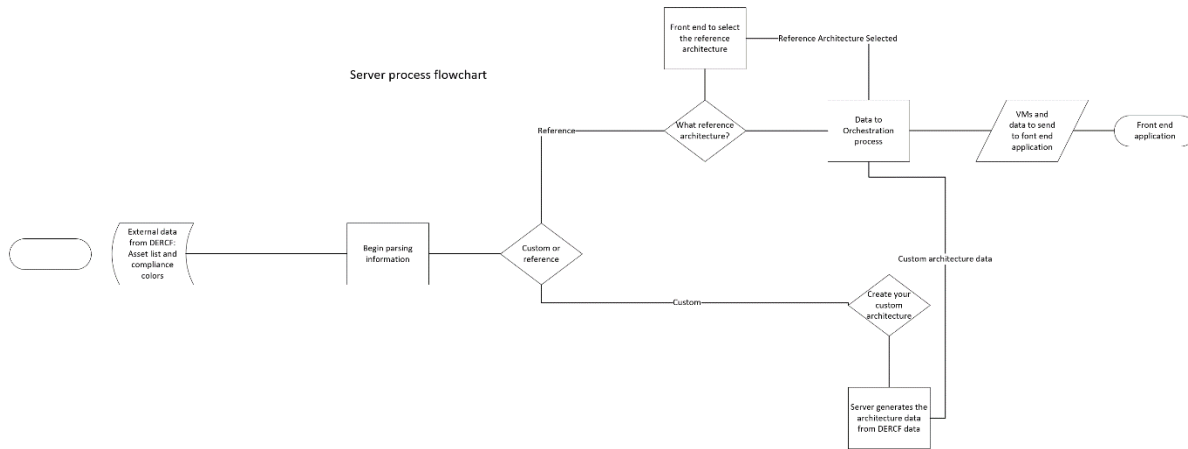 Front end to select
the reference
architecture
Reference Architecture Selected
Server process flowchart
Reference
What reference
architecture?
Data to
Orchestration
process
VMs and
data to send
to font end
application
Front end
application
External data
from DERCF:
Asset list and
compliance
colors
Begin parsing
information
Custom or
reference
Custom architecture data
Custom
Create your
custom
architecture
Server generates the
architecture data
from DERCF data